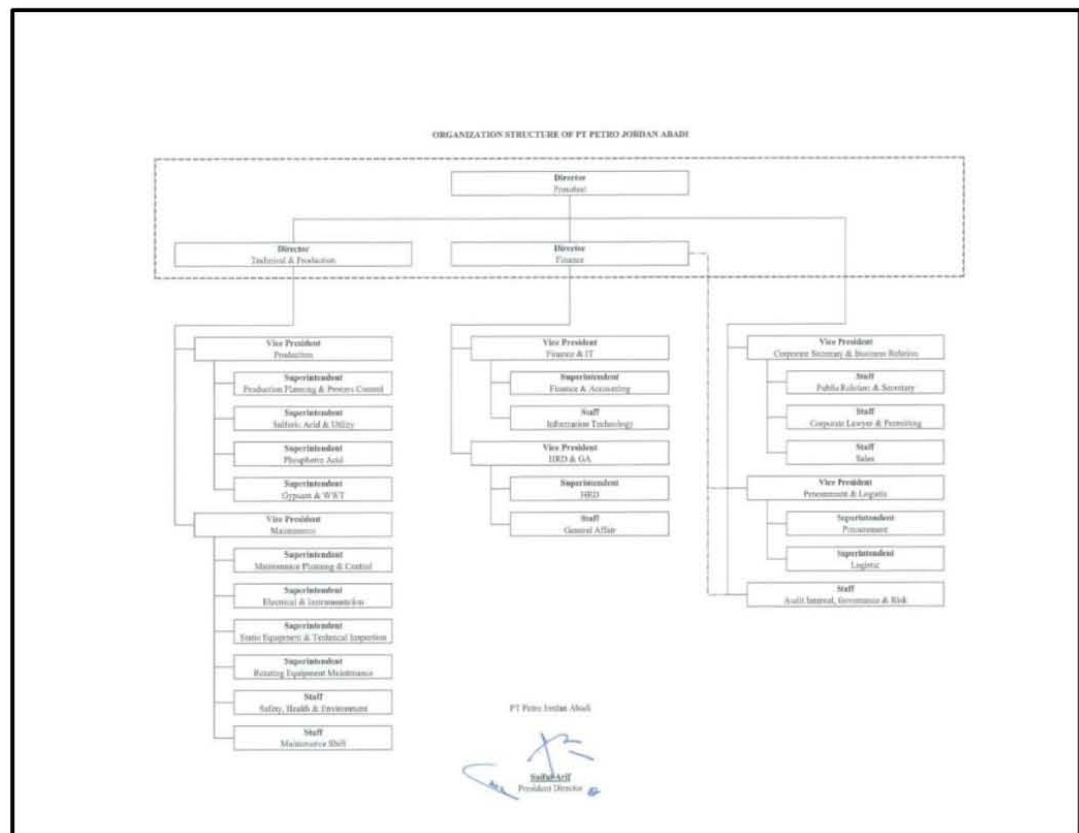 ORGANIZATION STRUCTURE OF PT PETRO JORDAN ABADI
Director
President
Director
Technical & Production
Director
Finance
Vice President
Production
Superintendent
Production Planning & Process Control
Superintendent
Sulfuric Acid & Utility
Superintendent
Phosphoric Acid
Superintendent
Gypsum & WWT
Vice President
Maintenance
Superintendent
Maintenance Planning & Control
Superintendent
Electrical & Instrumentation
Superintendent
Static Equipment & Technical Inspection
Superintendent
Rotating Equipment Maintenance
Staff
Safety, Health & Environment
Staff
Maintenance Shift
Vice President
Finance & IT
Superintendent
Finance & Accounting
Staff
Information Technology
Vice President
HRD & GA
Superintendent
HRD
Staff
General Affair
Vice President
Corporate Secretary & Business Relation
Staff
Public Relation & Secretary
Staff
Corporate Lawyer & Permitting
Staff
Sales
Vice President
Procurement & Logistic
Superintendent
Procurement
Superintendent
Logistic
Staff
Audit Internal, Governance & Risk
PT Petro Jordan Abadi
Saiful Arif
President Director